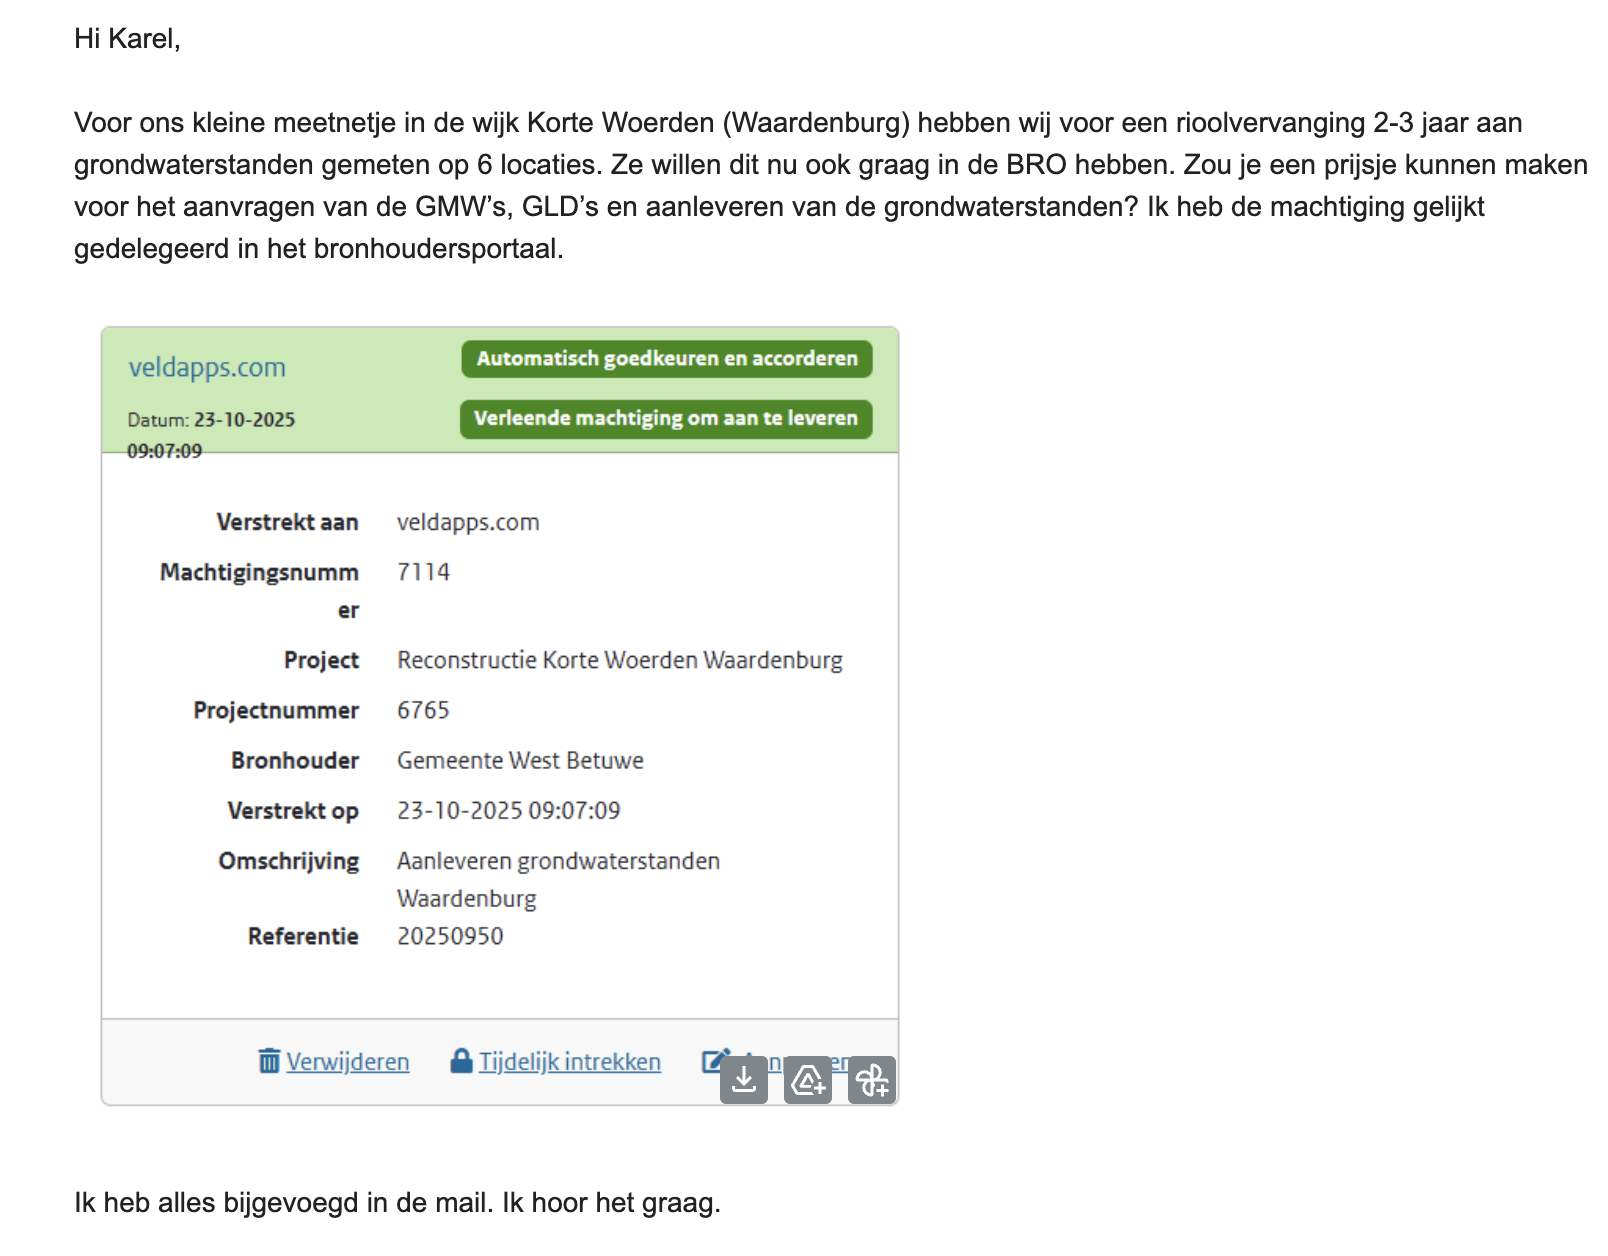 Hi Karel,
Voor ons kleine meetnetje in de wijk Korte Woerden (Waardenburg) hebben wij voor een rioolvervanging 2-3 jaar aan
grondwaterstanden gemeten op 6 locaties. Ze willen dit nu ook graag in de BRO hebben. Zou je een prijsje kunnen maken
voor het aanvragen van de GMW’s, GLD’s en aanleveren van de grondwaterstanden? Ik heb de machtiging gelijkt
gedelegeerd in het bronhoudersportaal.
veldapps.com
Automatisch goedkeuren en accorderen
Datum: 23-10-2025
09:07:09
Verleende machtiging om aan te leveren
Verstrekt aan veldapps.com
Machtigingsnumm 7114
er
Project Reconstructie Korte Woerden Waardenburg
Projectnummer 6765
Bronhouder Gemeente West Betuwe
Verstrekt op 23-10-2025 09:07:09
Omschrijving Aanleveren grondwaterstanden
Waardenburg
Referentie 20250950
Verwijderen Tijdelijk intrekken
Ik heb alles bijgevoegd in de mail. Ik hoor het graag.